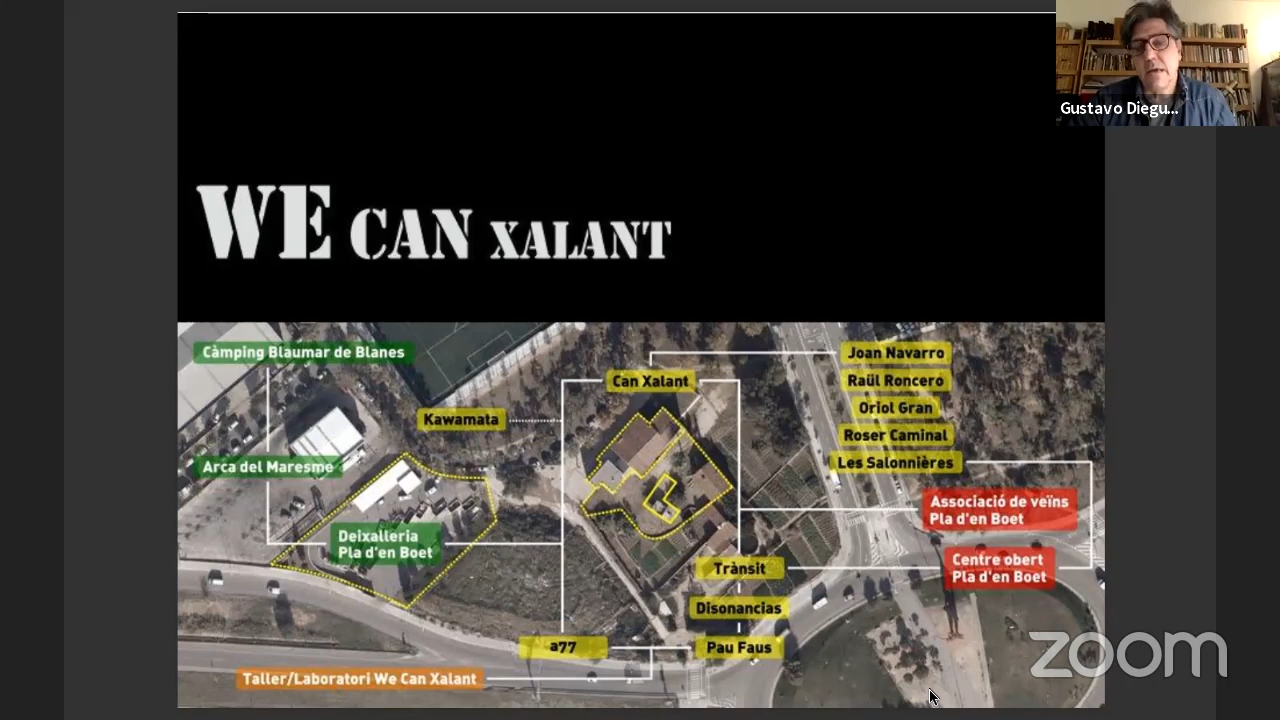 Gustavo Diegu...
WE CAN XALANT
Càmping Blaumar de Blanes
Arca del Maresme
Deixalleria
Pla d'en Boet
Kawamata
Can Xalant
Joan Navarro
Raül Roncero
Oriol Gran
Roser Caminal
Les Salonnières
Associació de veïns
Pla d'en Boet
Centre obert
Pla d'en Boet
Trànsit
Disonancias
a77
Pau Faus
Taller/Laboratori We Can Xalant
zoom